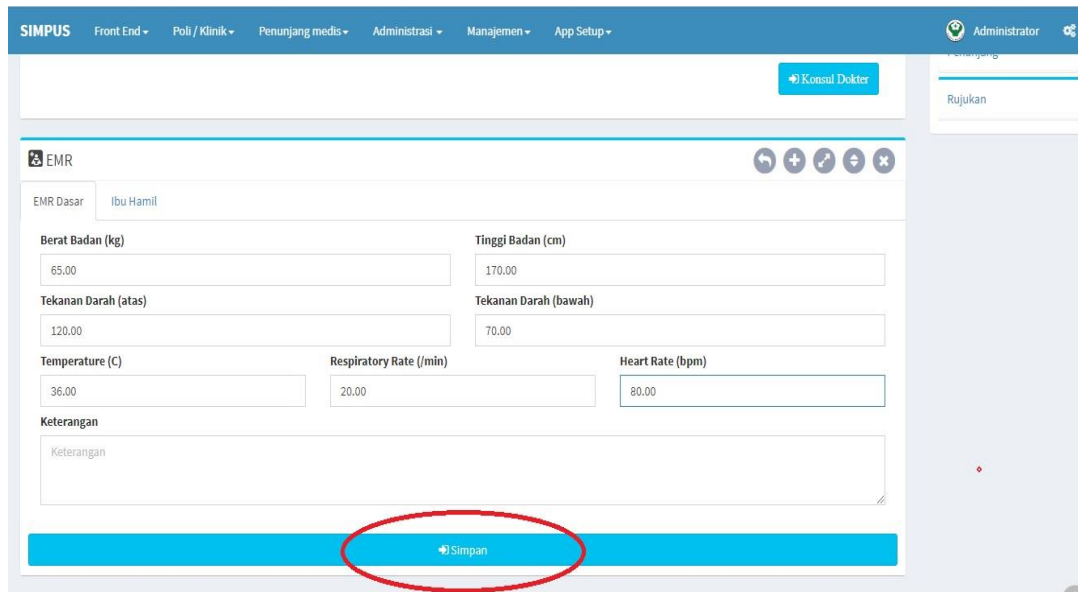 SIMPUS Front End Poli / Klinik Penunjang medis Administrasi Manajemen App Setup Administrator
Penunjang
Konsul Dokter
Rujukan
EMR
EMR Dasar Ibu Hamil
Berat Badan (kg) Tinggi Badan (cm)
65.00 170.00
Tekanan Darah (atas) Tekanan Darah (bawah)
120.00 70.00
Temperature (C) Respiratory Rate (/min) Heart Rate (bpm)
36.00 20.00 80.00
Keterangan
Keterangan
Simpan